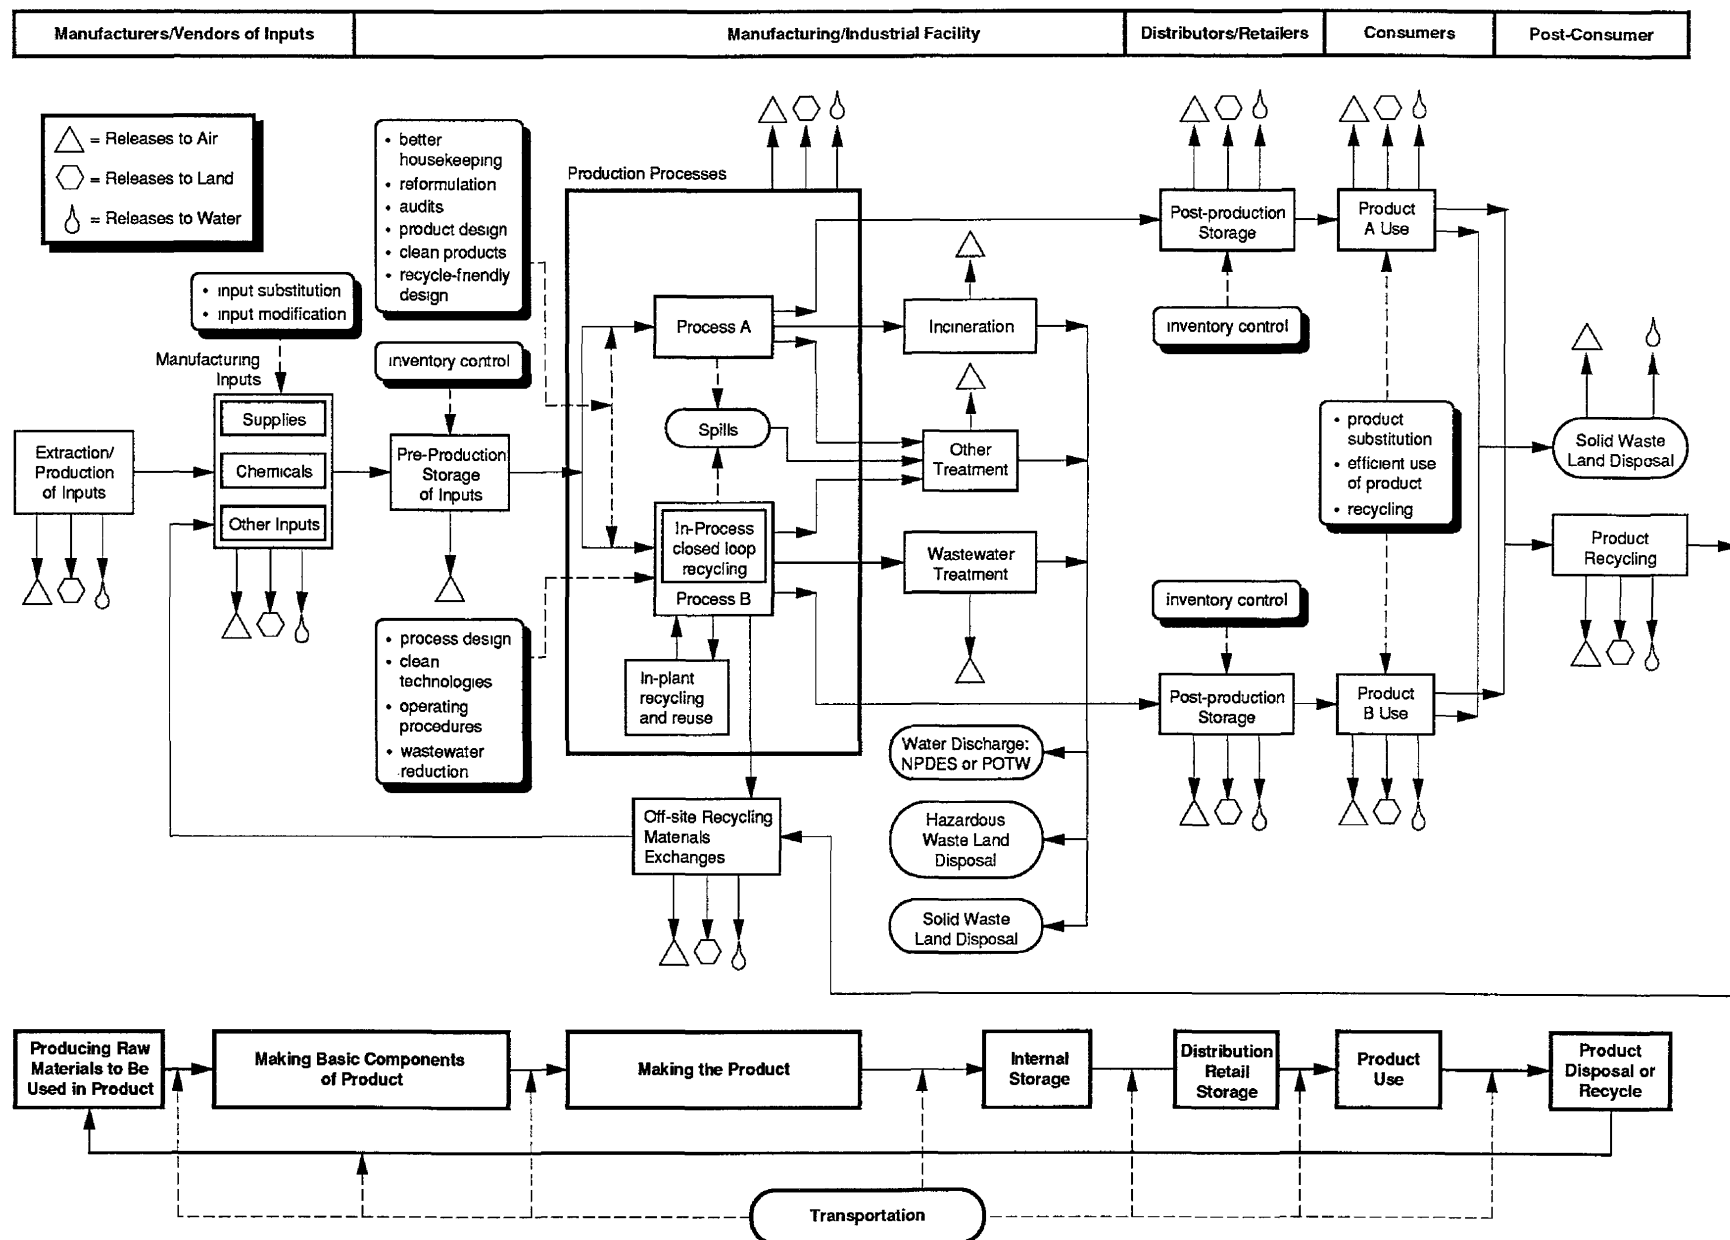 Manufacturers/Vendors of Inputs
Manufacturing/Industrial Facility
Distributors/Retailers
Consumers
Post-Consumer
= Releases to Air
= Releases to Land
= Releases to Water
• input substitution
• input modification
Manufacturing
Inputs
Supplies
Chemicals
Other Inputs
Extraction/
Production
of Inputs
• better
housekeeping
• reformulation
• audits
• product design
• clean products
• recycle-friendly
design
inventory control
Pre-Production
Storage
of Inputs
• process design
• clean
technologies
• operating
procedures
• wastewater
reduction
Production Processes
Process A
Spills
In-Process
closed loop
recycling
Process B
In-plant
recycling
and reuse
Off-site Recycling
Materials
Exchanges
Incineration
Other
Treatment
Wastewater
Treatment
Water Discharge:
NPDES or POTW
Hazardous
Waste Land
Disposal
Solid Waste
Land Disposal
Post-production
Storage
inventory control
inventory control
Post-production
Storage
Product
A Use
• product
substitution
• efficient use
of product
• recycling
Product
B Use
Solid Waste
Land Disposal
Product
Recycling
Producing Raw
Materials to Be
Used in Product
Making Basic Components
of Product
Making the Product
Internal
Storage
Distribution
Retail
Storage
Product
Use
Product
Disposal or
Recycle
Transportation